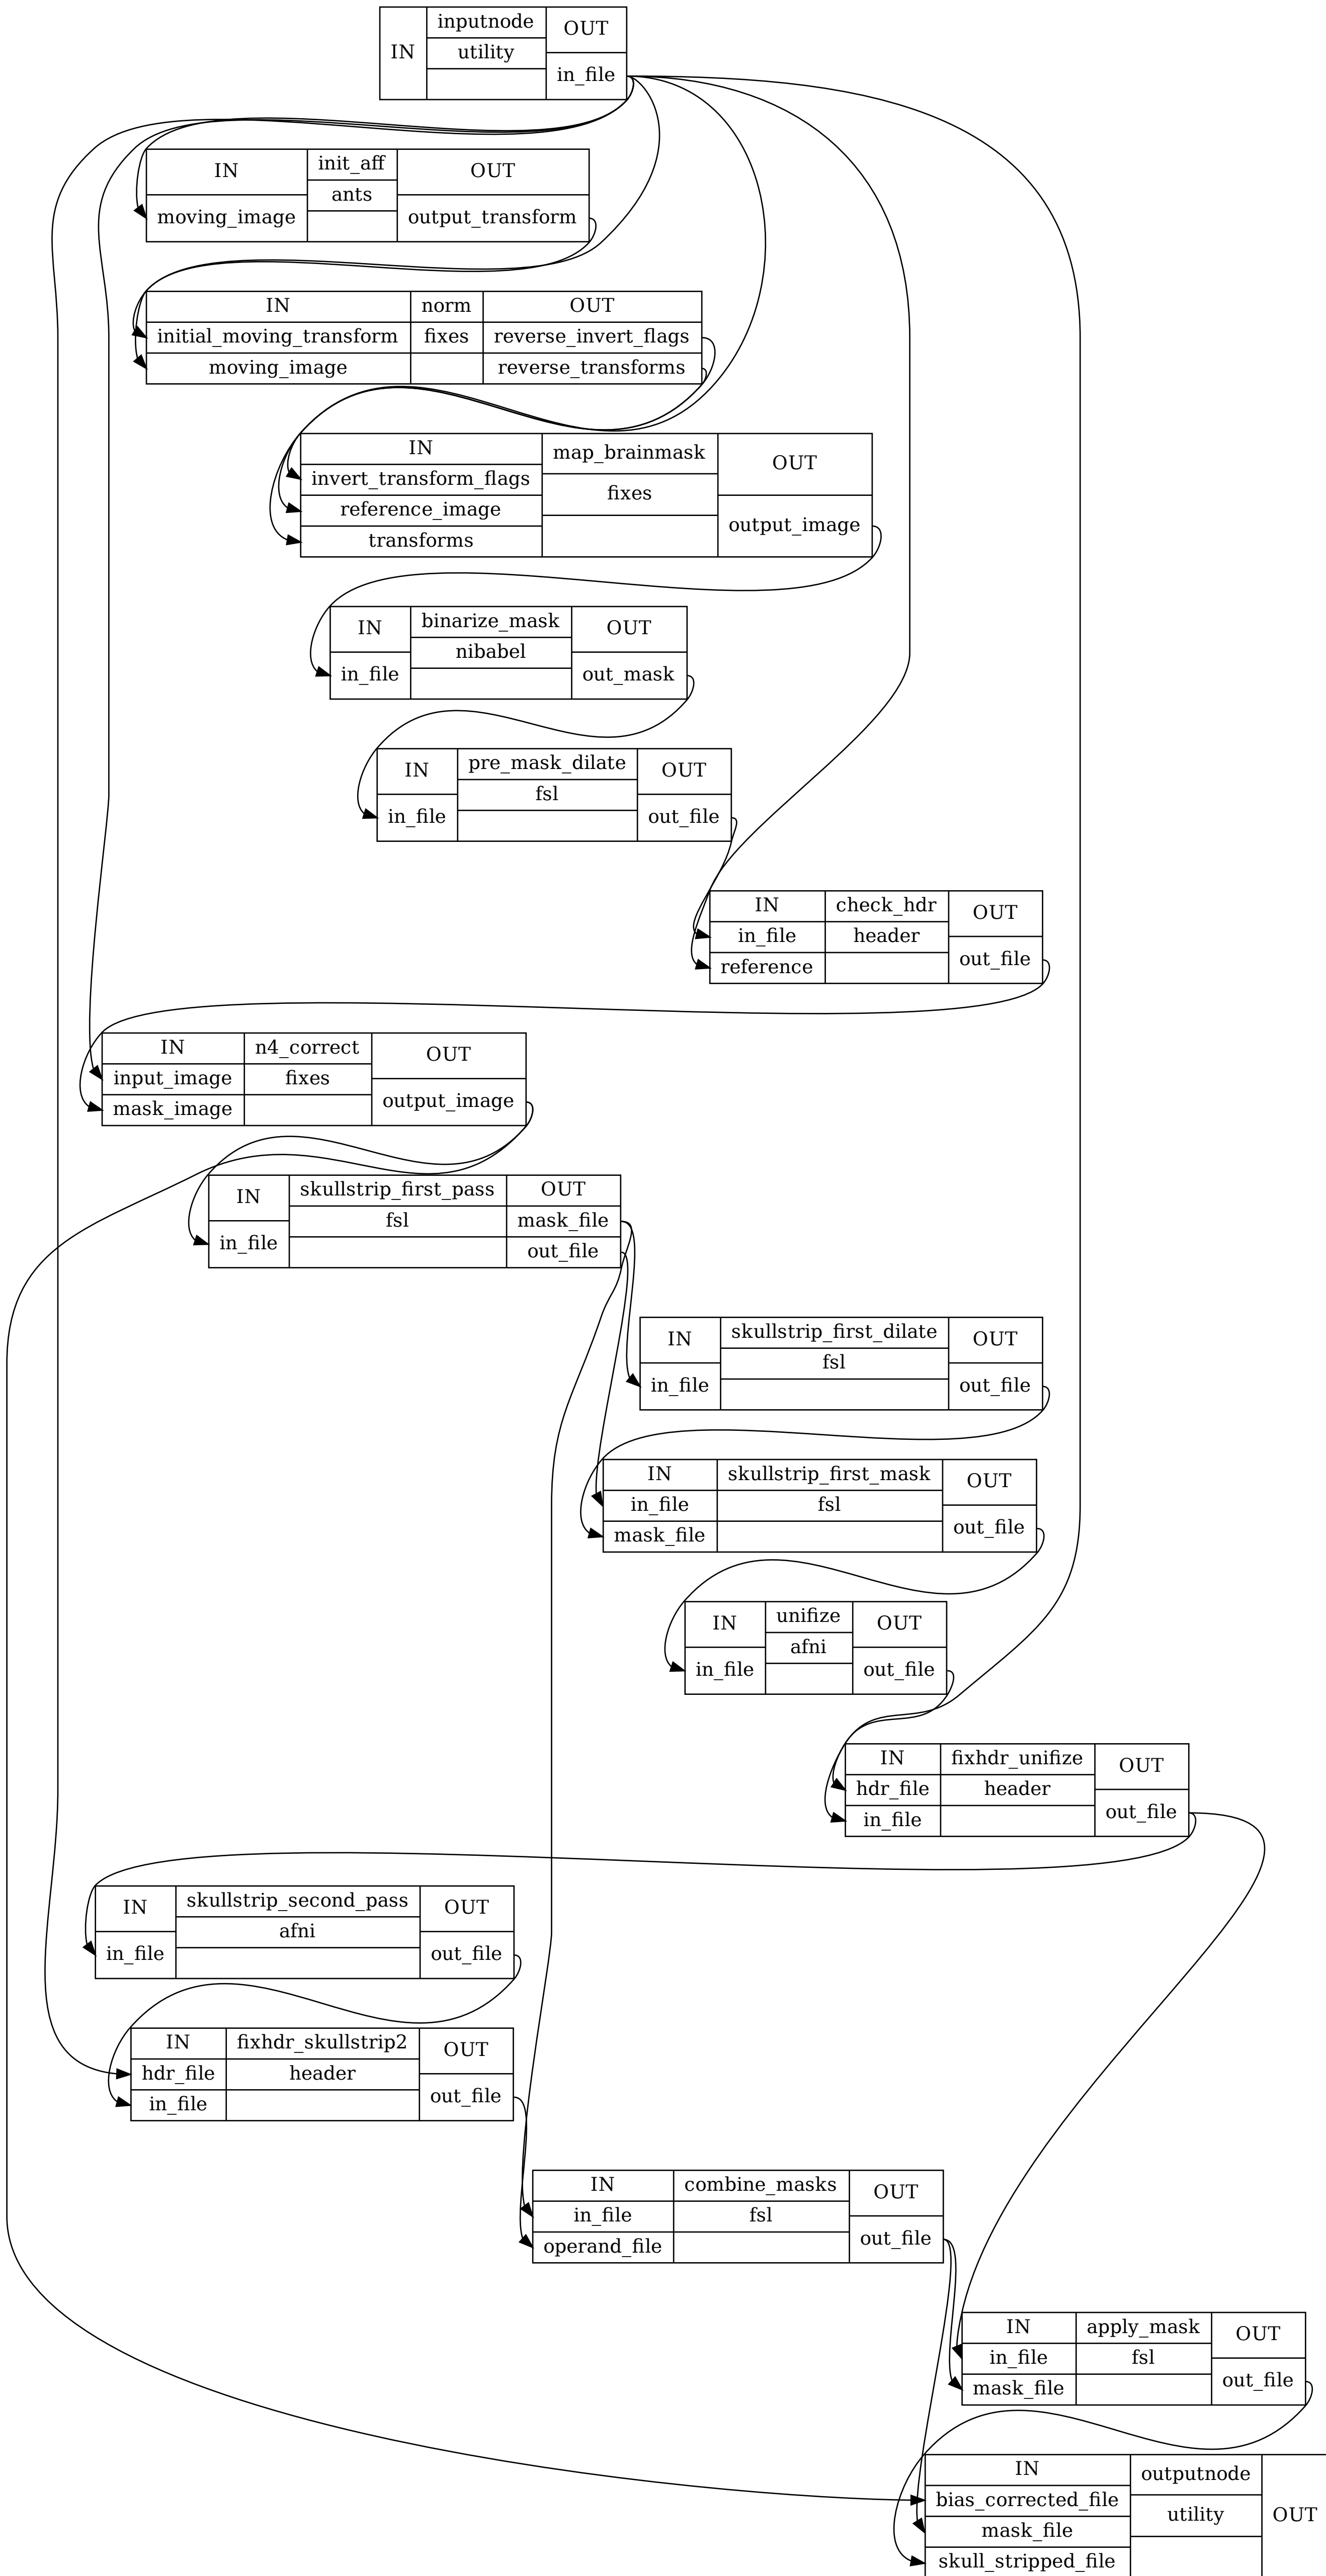 IN inputnode OUT
utility
in_file
IN init_aff OUT
ants
moving_image output_transform
IN norm OUT
initial_moving_transform fixes reverse_invert_flags
moving_image reverse_transforms
IN map_brainmask OUT
invert_transform_flags fixes
reference_image output_image
transforms
IN binarize_mask OUT
nibabel
in_file out_mask
IN pre_mask_dilate OUT
fsl
in_file out_file
IN check_hdr OUT
in_file header
reference out_file
IN n4_correct OUT
input_image fixes
mask_image output_image
IN skullstrip_first_pass OUT
fsl mask_file
in_file out_file
IN skullstrip_first_dilate OUT
fsl
in_file out_file
IN skullstrip_first_mask OUT
in_file fsl
mask_file out_file
IN unifize OUT
afni
in_file out_file
IN fixhdr_unifize OUT
hdr_file header
in_file out_file
IN skullstrip_second_pass OUT
afni
in_file out_file
IN fixhdr_skullstrip2 OUT
hdr_file header
in_file out_file
IN combine_masks OUT
in_file fsl
operand_file out_file
IN apply_mask OUT
in_file fsl
mask_file out_file
IN outputnode
bias_corrected_file utility OUT
mask_file
skull_stripped_file